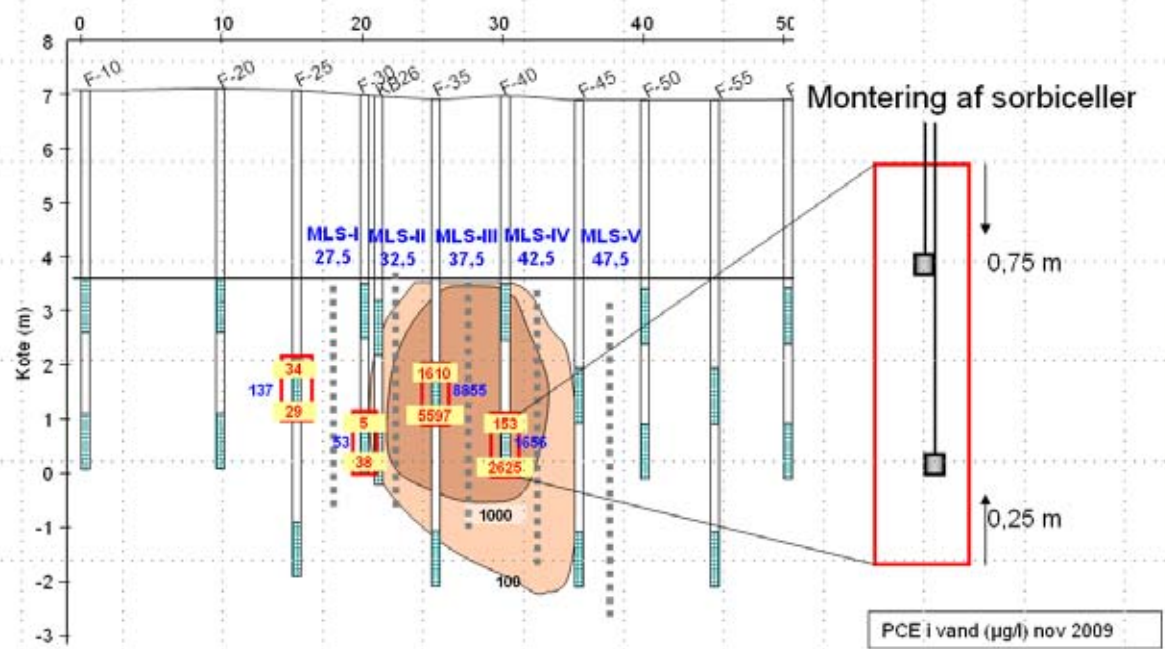 0 10 20 30 40 50
8
F-10 F-20 F-25 F-30 KB26 F-35 F-40 F-45 F-50 F-55 F
7
Montering af sorbiceller
6
5
MLS-I MLS-II MLS-III MLS-IV MLS-V
27,5 32,5 37,5 42,5 47,5
4
0,75 m
3
Kote (m)
2
34 1610
137 8855
29 5597
1
5 153
53 1656
38 2625
0
1000
0,25 m
-1
100
-2
-3
PCE i vand (µg/l) nov 2009